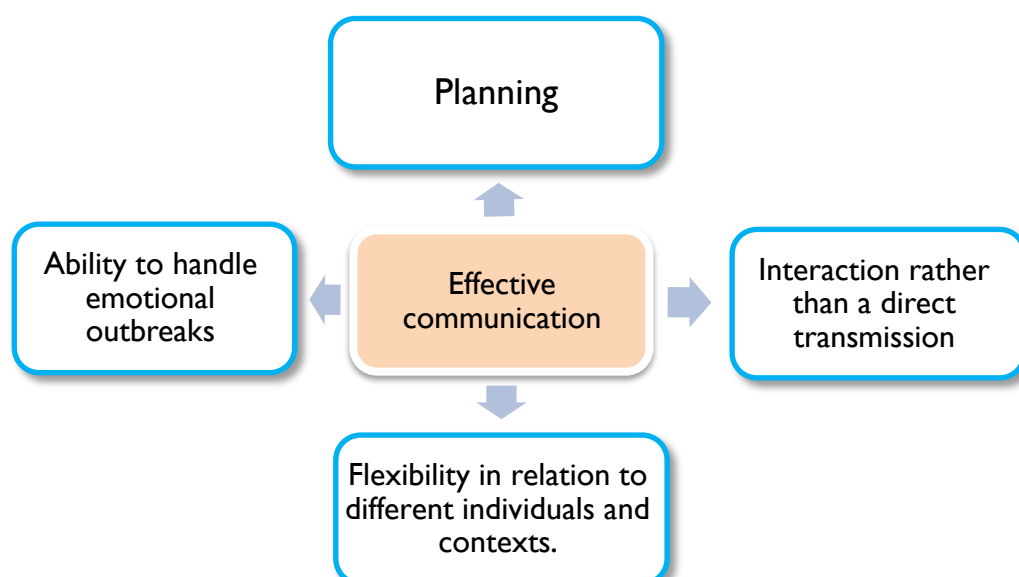 Planning
Ability to handle
emotional
outbreaks
Effective
communication
Interaction rather
than a direct
transmission
Flexibility in relation to
different individuals and
contexts.